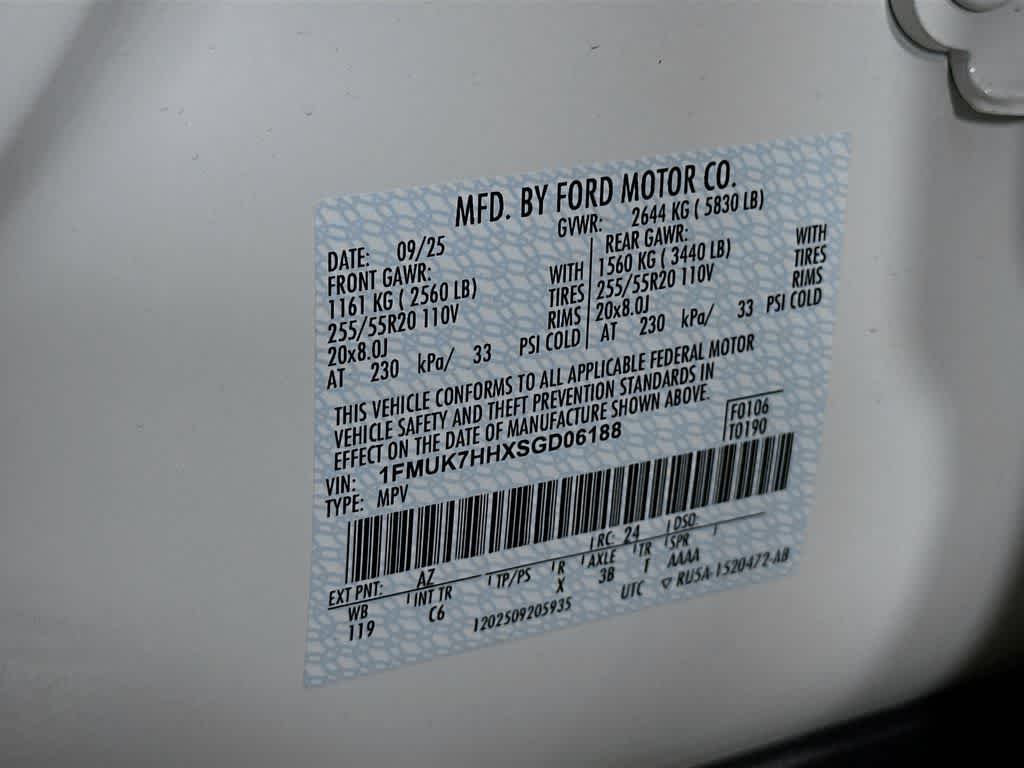 MFD. BY FORD MOTOR CO.
DATE: 09/25 GVWR: 2644 KG ( 5830 LB)
FRONT GAWR: REAR GAWR:
1161 KG ( 2560 LB) WITH 1560 KG ( 3440 LB) WITH
255/55R20 110V TIRES 255/55R20 110V TIRES
20x8.0J RIMS 20x8.0J RIMS
AT 230 kPa/ 33 PSI COLD AT 230 kPa/ 33 PSI COLD
THIS VEHICLE CONFORMS TO ALL APPLICABLE FEDERAL MOTOR
VEHICLE SAFETY AND THEFT PREVENTION STANDARDS IN
EFFECT ON THE DATE OF MANUFACTURE SHOWN ABOVE.
VIN: 1FMUK7HHXSGD06188 F0106
TYPE: MPV T0190
EXT PNT: AZ RC: 24 DSO:
WB INT TR TP/PS R AXLE TR SPR
119 C6 X 3B I AAAA
1202509205935 UTC ▽ RU5A-1520472-AB